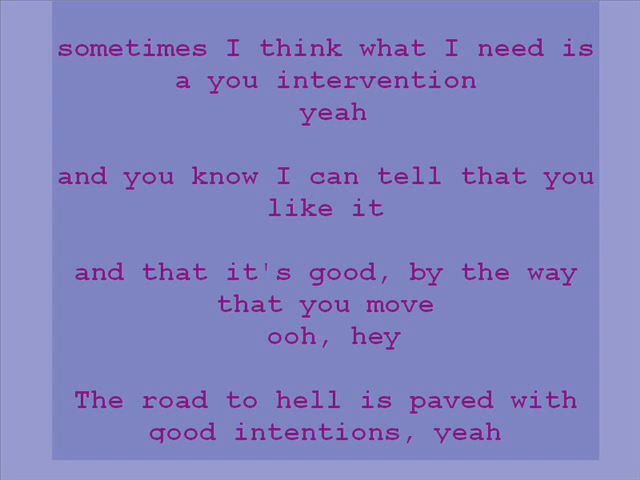 sometimes I think what I need is
a you intervention
yeah
and you know I can tell that you
like it
and that it's good, by the way
that you move
ooh, hey
The road to hell is paved with
good intentions, yeah